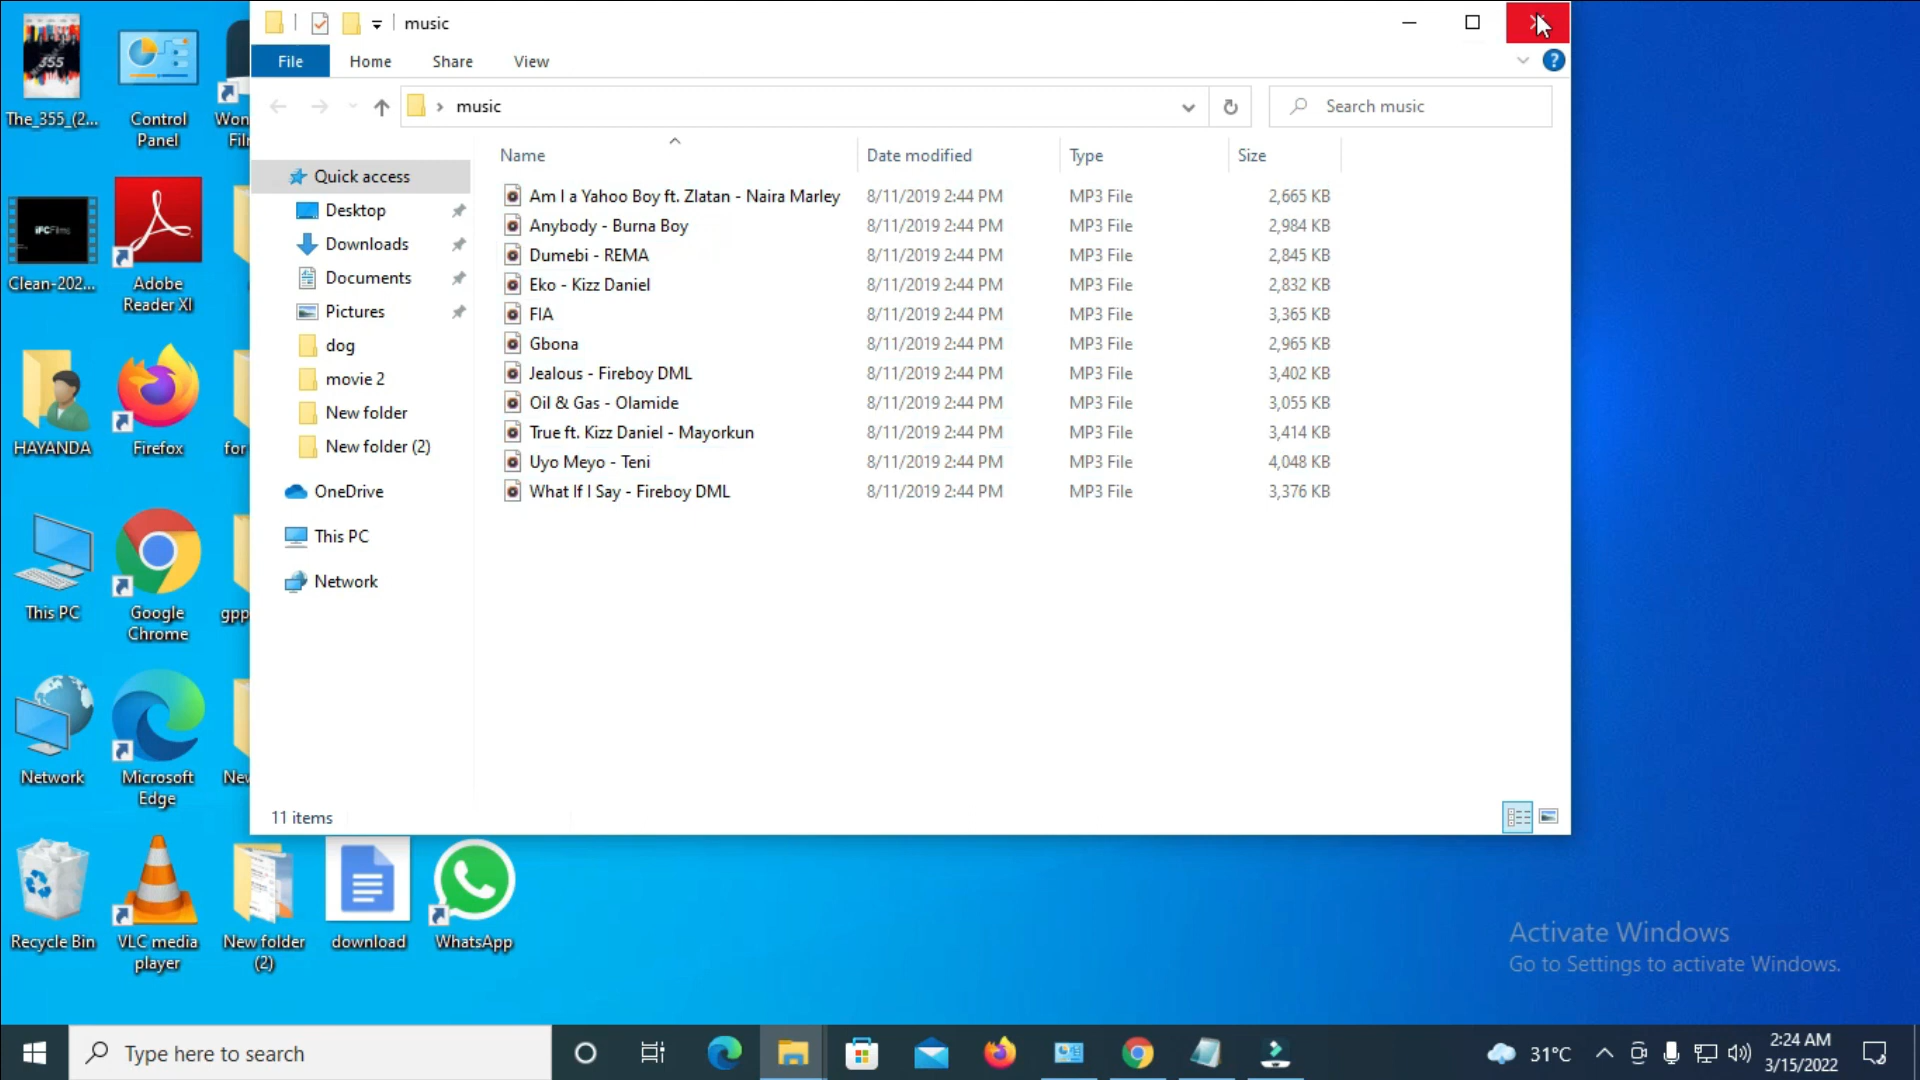 music
File Home Share View
music
Search music
Name Date modified Type Size
Quick access
Desktop
Downloads
Documents
Pictures
dog
movie 2
New folder
New folder (2)
OneDrive
This PC
Network
Am I a Yahoo Boy ft. Zlatan - Naira Marley 8/11/2019 2:44 PM MP3 File 2,665 KB
Anybody - Burna Boy 8/11/2019 2:44 PM MP3 File 2,984 KB
Dumebi - REMA 8/11/2019 2:44 PM MP3 File 2,845 KB
Eko - Kizz Daniel 8/11/2019 2:44 PM MP3 File 2,832 KB
FIA 8/11/2019 2:44 PM MP3 File 3,365 KB
Gbona 8/11/2019 2:44 PM MP3 File 2,965 KB
Jealous - Fireboy DML 8/11/2019 2:44 PM MP3 File 3,402 KB
Oil & Gas - Olamide 8/11/2019 2:44 PM MP3 File 3,055 KB
True ft. Kizz Daniel - Mayorkun 8/11/2019 2:44 PM MP3 File 3,414 KB
Uyo Meyo - Teni 8/11/2019 2:44 PM MP3 File 4,048 KB
What If I Say - Fireboy DML 8/11/2019 2:44 PM MP3 File 3,376 KB
11 items
355
The_355_(2...
Control
Panel
Won
Fil
iFC Films
Clean-202...
Adobe
Reader XI
HAYANDA
Firefox
for
This PC
Google
Chrome
gpp
Network
Microsoft
Edge
Nev
Recycle Bin
VLC media
player
New folder
(2)
download
WhatsApp
Activate Windows
Go to Settings to activate Windows.
Type here to search
31°C
2:24 AM
3/15/2022